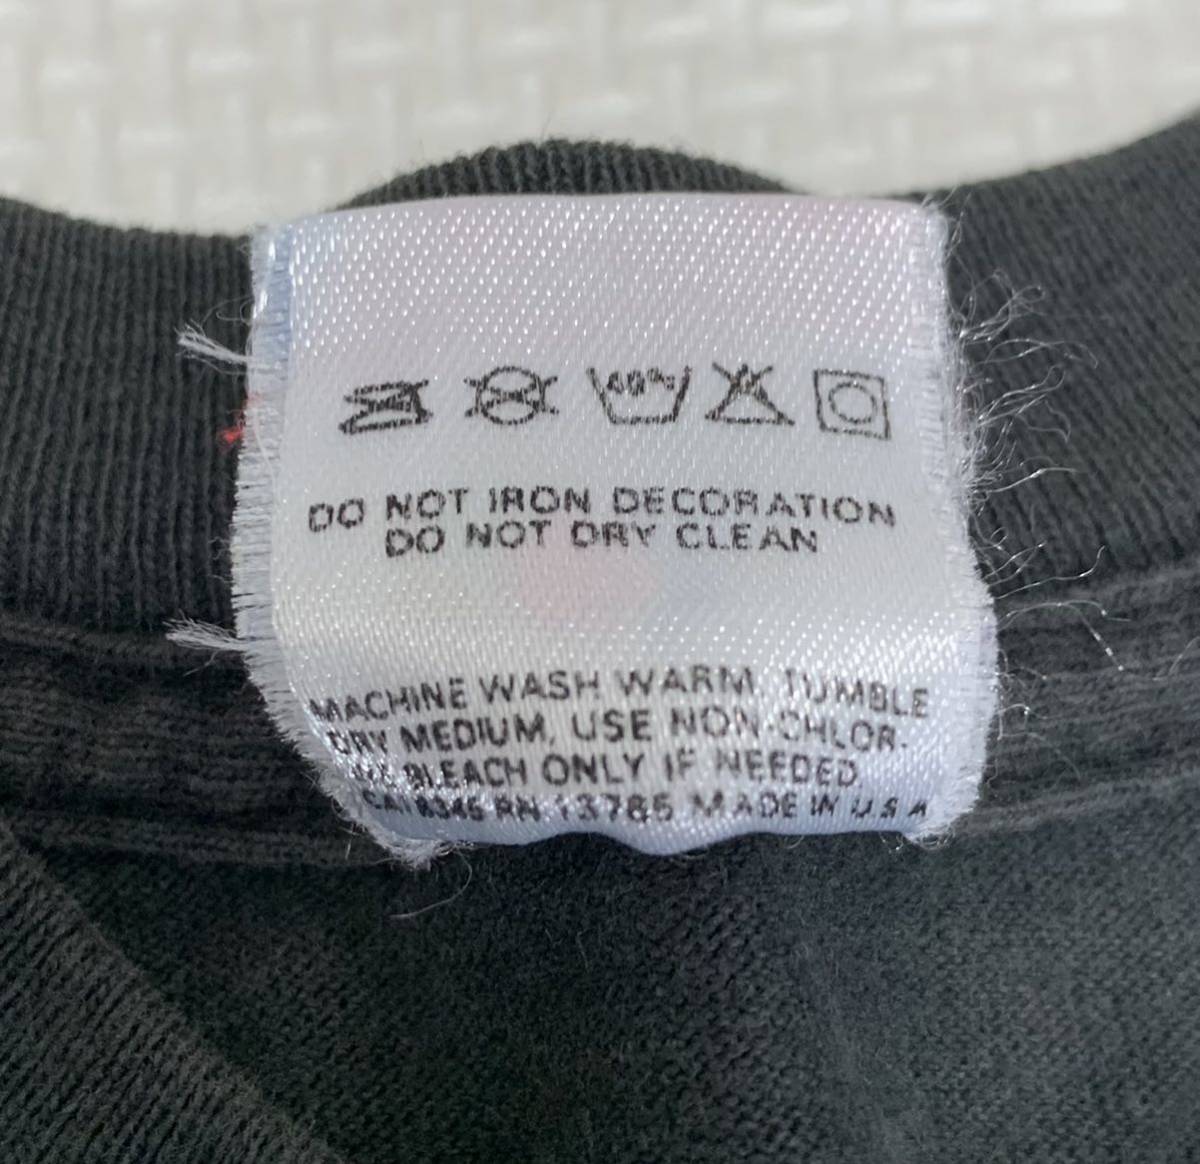 40°
DO NOT IRON DECORATION
DO NOT DRY CLEAN
MACHINE WASH WARM, TUMBLE
DRY MEDIUM, USE NON-CHLOR.
BLEACH ONLY IF NEEDED.
RN 13765 MADE IN U S A